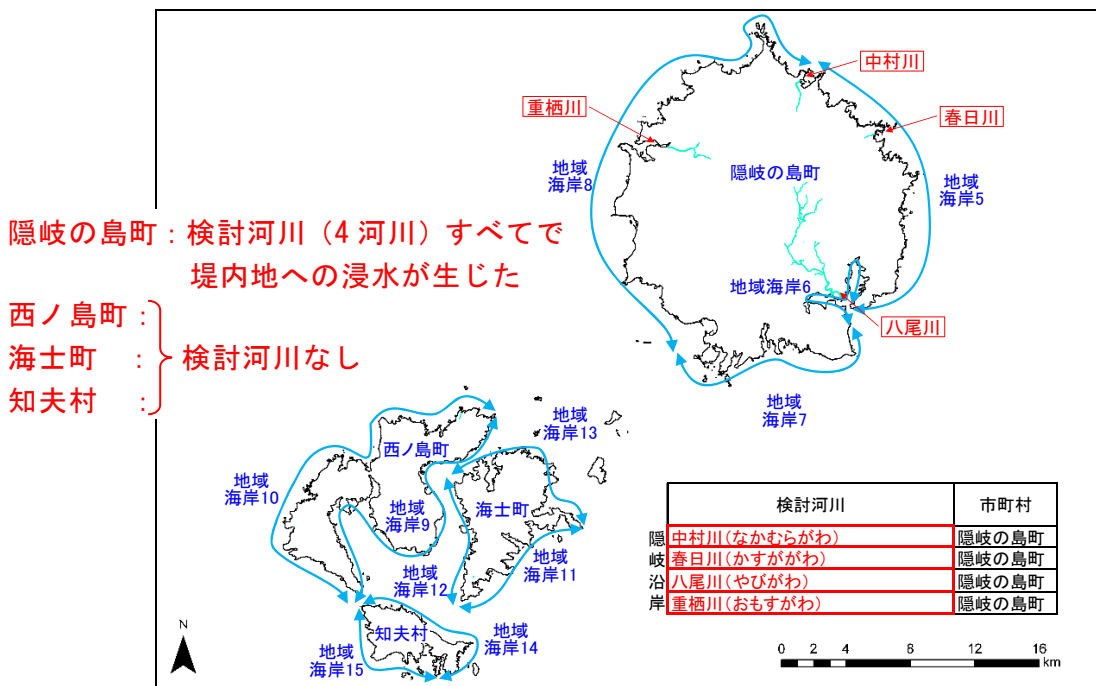 中村川
重栖川
春日川
地域
海岸8
隠岐の島町
地域
海岸5
隠岐の島町：検討河川（4 河川）すべてで
堤内地への浸水が生じた
地域海岸6
八尾川
西ノ島町：
海士町　：
知夫村　：
検討河川なし
地域
海岸7
地域
海岸13
西ノ島町
地域
海岸10
地域
海岸9
海士町
地域
海岸11
地域
海岸12
知夫村
地域
海岸14
地域
海岸15
検討河川 市町村
隠岐沿岸
中村川(なかむらがわ) 隠岐の島町
春日川(かすががわ) 隠岐の島町
八尾川(やびがわ) 隠岐の島町
重栖川(おもすがわ) 隠岐の島町
N
0 2 4 8 12 16
km